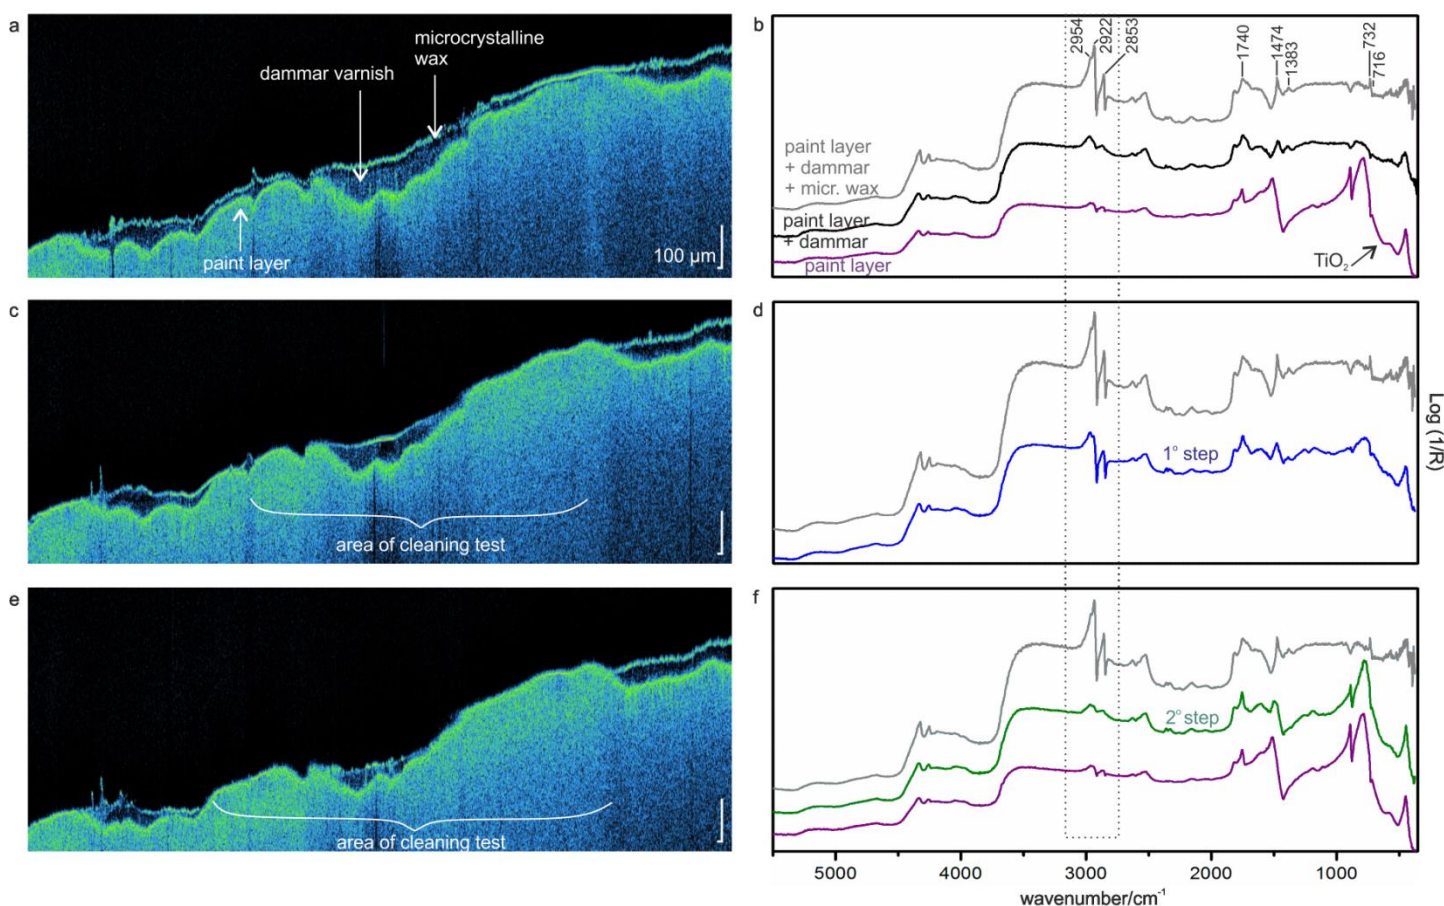 a
microcrystalline
wax
dammar varnish
paint layer
100 µm
b
2954
2922
2853
1740
1474
1383
732
716
paint layer
+ dammar
+ micr. wax
paint layer
+ dammar
paint layer
TiO₂
c
area of cleaning test
d
1° step
Log (1/R)
e
area of cleaning test
f
2° step
5000 4000 3000 2000 1000
wavenumber/cm⁻¹